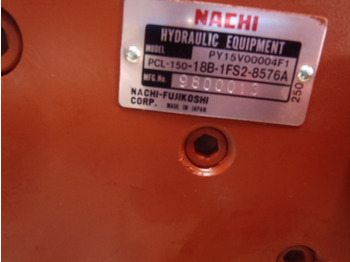 NACHI
HYDRAULIC EQUIPMENT
MODEL PY15V00004F1
PCL-150-18B-1FS2-8576A
MFG.No. 9800013
250
NACHI-FUJIKOSHI
CORP. MADE IN JAPAN